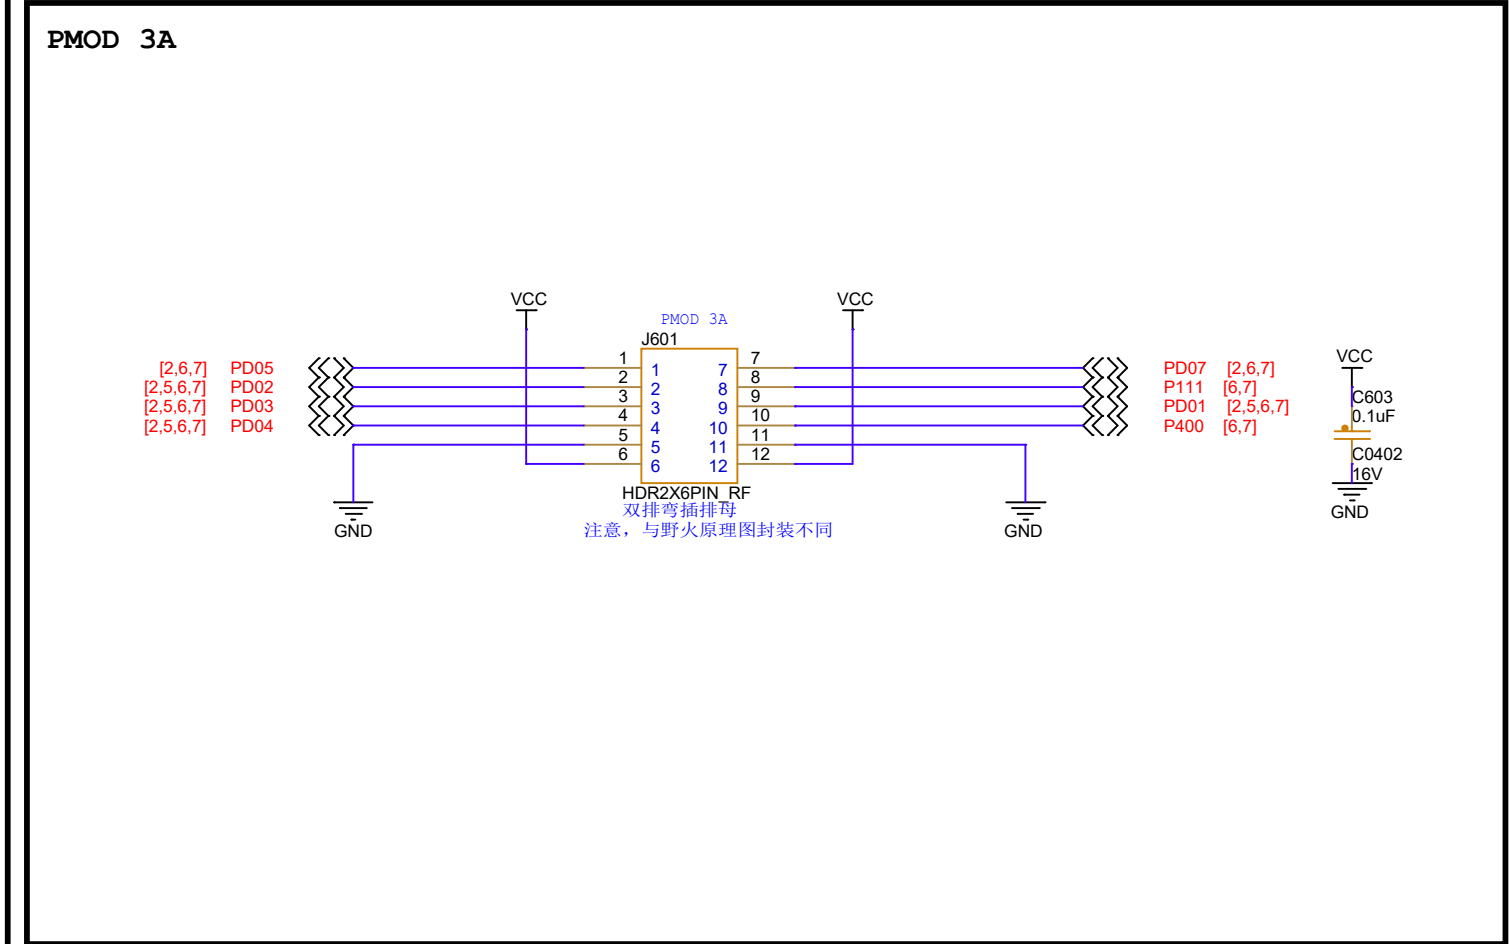 PMOD 3A
VCC
VCC
PMOD 3A
J601
[2,6,7] PD05
[2,5,6,7] PD02
[2,5,6,7] PD03
[2,5,6,7] PD04
1
2
3
4
5
6
1
2
3
4
5
6
7
8
9
10
11
12
7
8
9
10
11
12
PD07 [2,6,7]
P111 [6,7]
PD01 [2,5,6,7]
P400 [6,7]
VCC
C603
0.1uF
C0402
16V
GND
HDR2X6PIN_RF
双排弯插排母
注意，与野火原理图封装不同
GND
GND